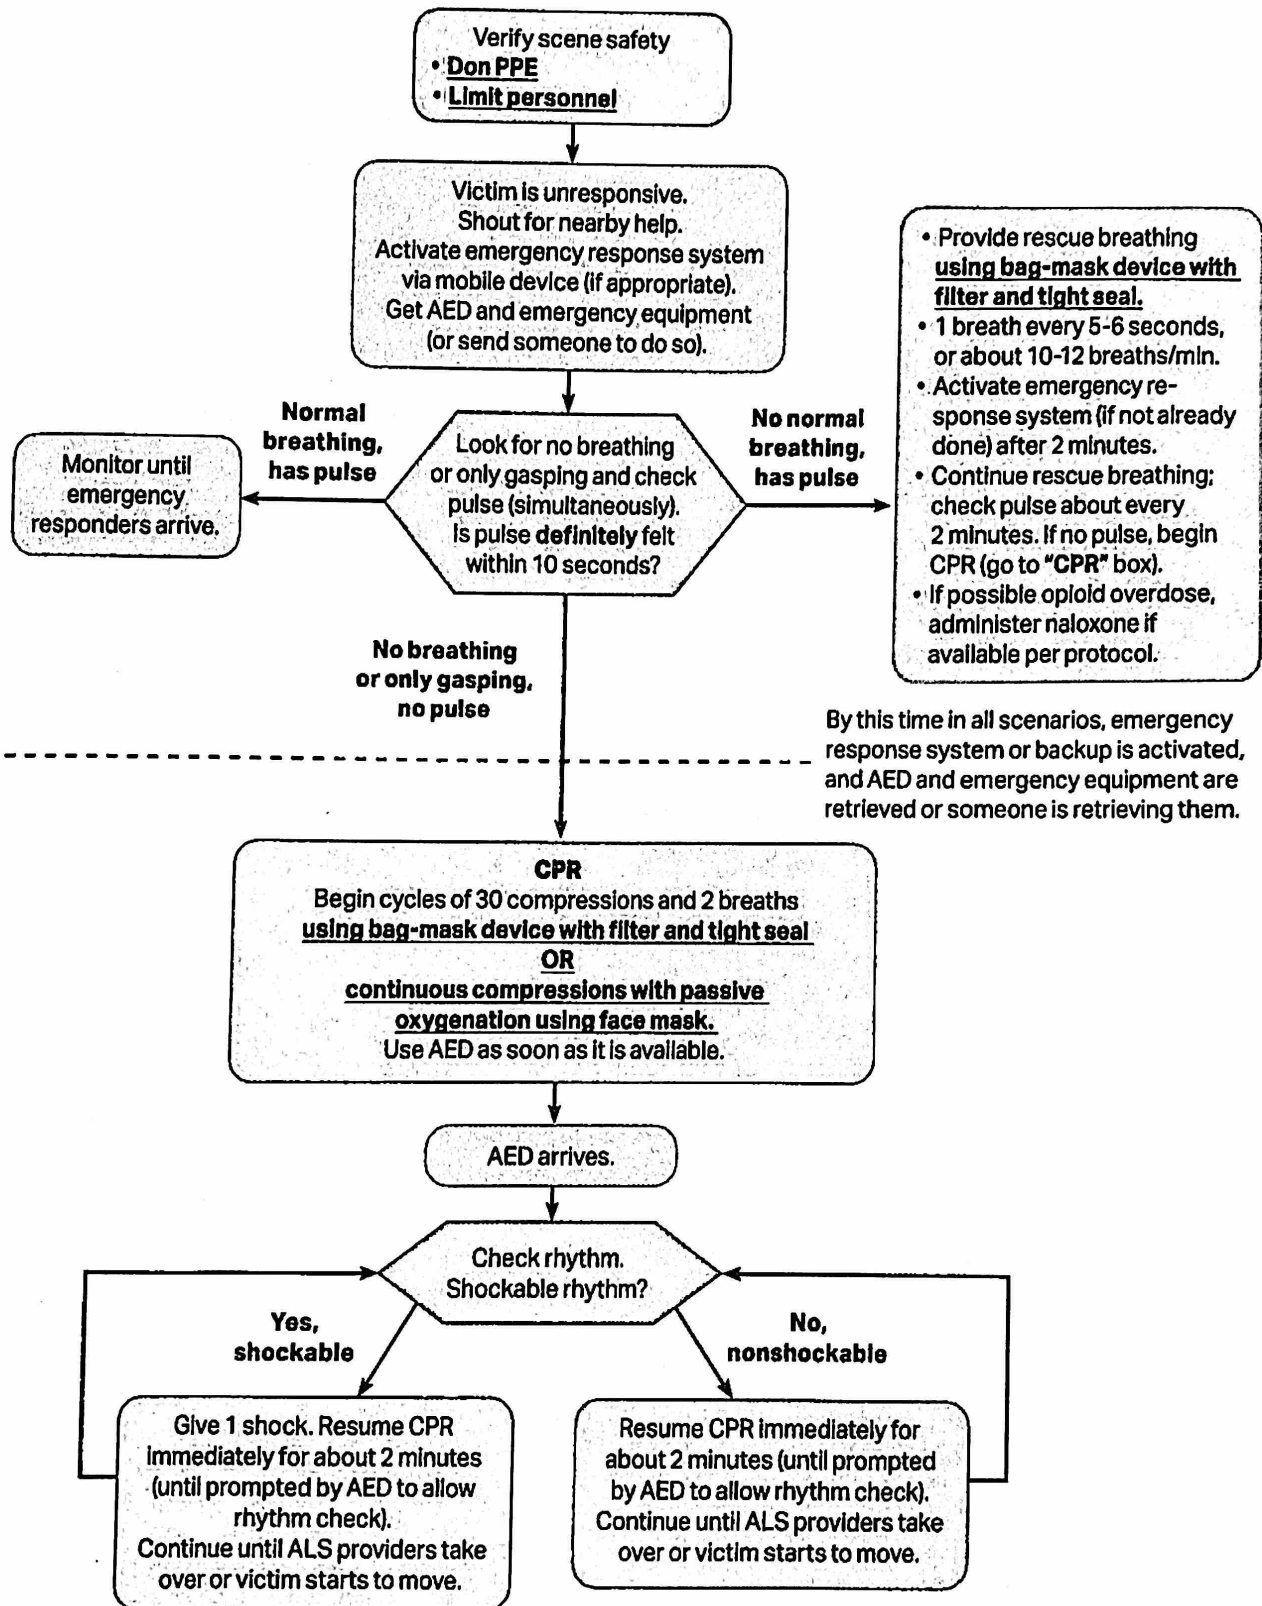 Verify scene safety
• Don PPE
• Limit personnel
Victim is unresponsive.
Shout for nearby help.
Activate emergency response system
via mobile device (if appropriate).
Get AED and emergency equipment
(or send someone to do so).
Normal
breathing,
has pulse
Monitor until
emergency
responders arrive.
Look for no breathing
or only gasping and check
pulse (simultaneously).
Is pulse definitely felt
within 10 seconds?
No normal
breathing,
has pulse
• Provide rescue breathing
using bag-mask device with
filter and tight seal.
• 1 breath every 5-6 seconds,
or about 10-12 breaths/min.
• Activate emergency re-
sponse system (if not already
done) after 2 minutes.
• Continue rescue breathing;
check pulse about every
2 minutes. If no pulse, begin
CPR (go to "CPR" box).
• If possible opioid overdose,
administer naloxone if
available per protocol.
No breathing
or only gasping,
no pulse
By this time in all scenarios, emergency
response system or backup is activated,
and AED and emergency equipment are
retrieved or someone is retrieving them.
CPR
Begin cycles of 30 compressions and 2 breaths
using bag-mask device with filter and tight seal
OR
continuous compressions with passive
oxygenation using face mask.
Use AED as soon as it is available.
AED arrives.
Check rhythm.
Shockable rhythm?
Yes,
shockable
No,
nonshockable
Give 1 shock. Resume CPR
immediately for about 2 minutes
(until prompted by AED to allow
rhythm check).
Continue until ALS providers take
over or victim starts to move.
Resume CPR immediately for
about 2 minutes (until prompted
by AED to allow rhythm check).
Continue until ALS providers take
over or victim starts to move.